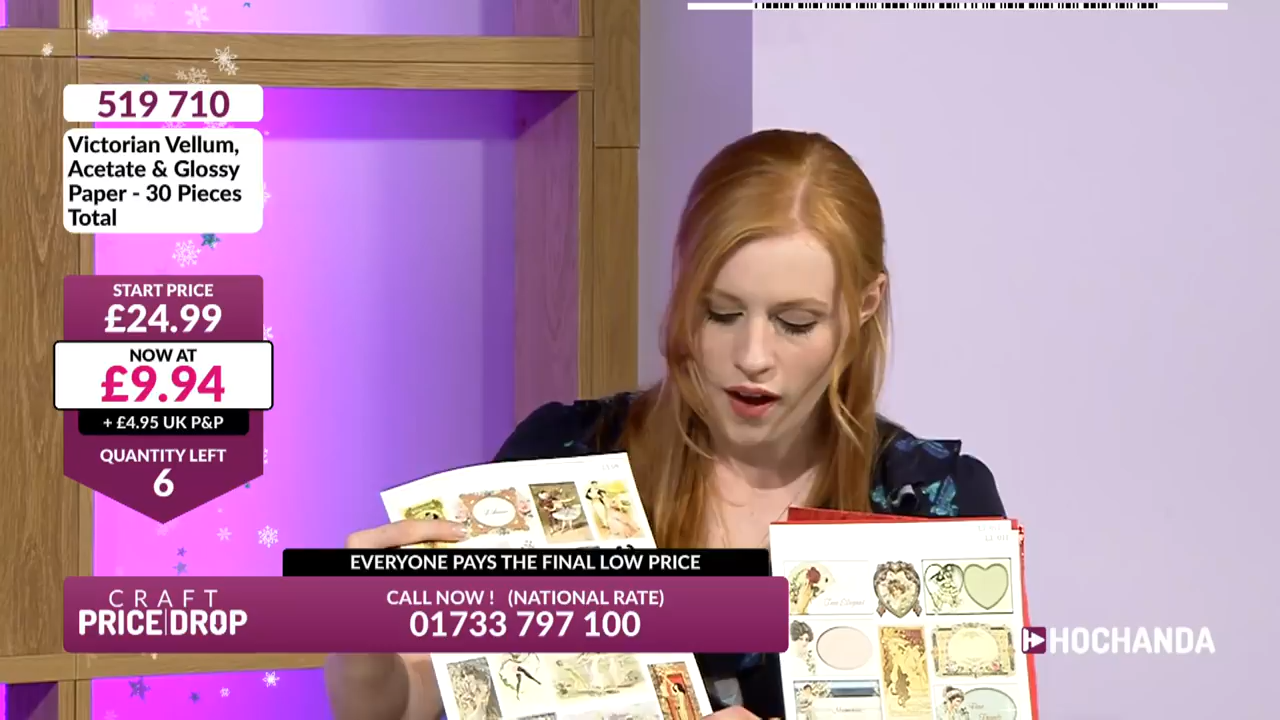 519 710
Victorian Vellum,
Acetate & Glossy
Paper - 30 Pieces
Total
START PRICE
£24.99
NOW AT
£9.94
+ £4.95 UK P&P
QUANTITY LEFT
6
EVERYONE PAYS THE FINAL LOW PRICE
CRAFT
PRICE DROP
CALL NOW ! (NATIONAL RATE)
01733 797 100
HOCHANDA